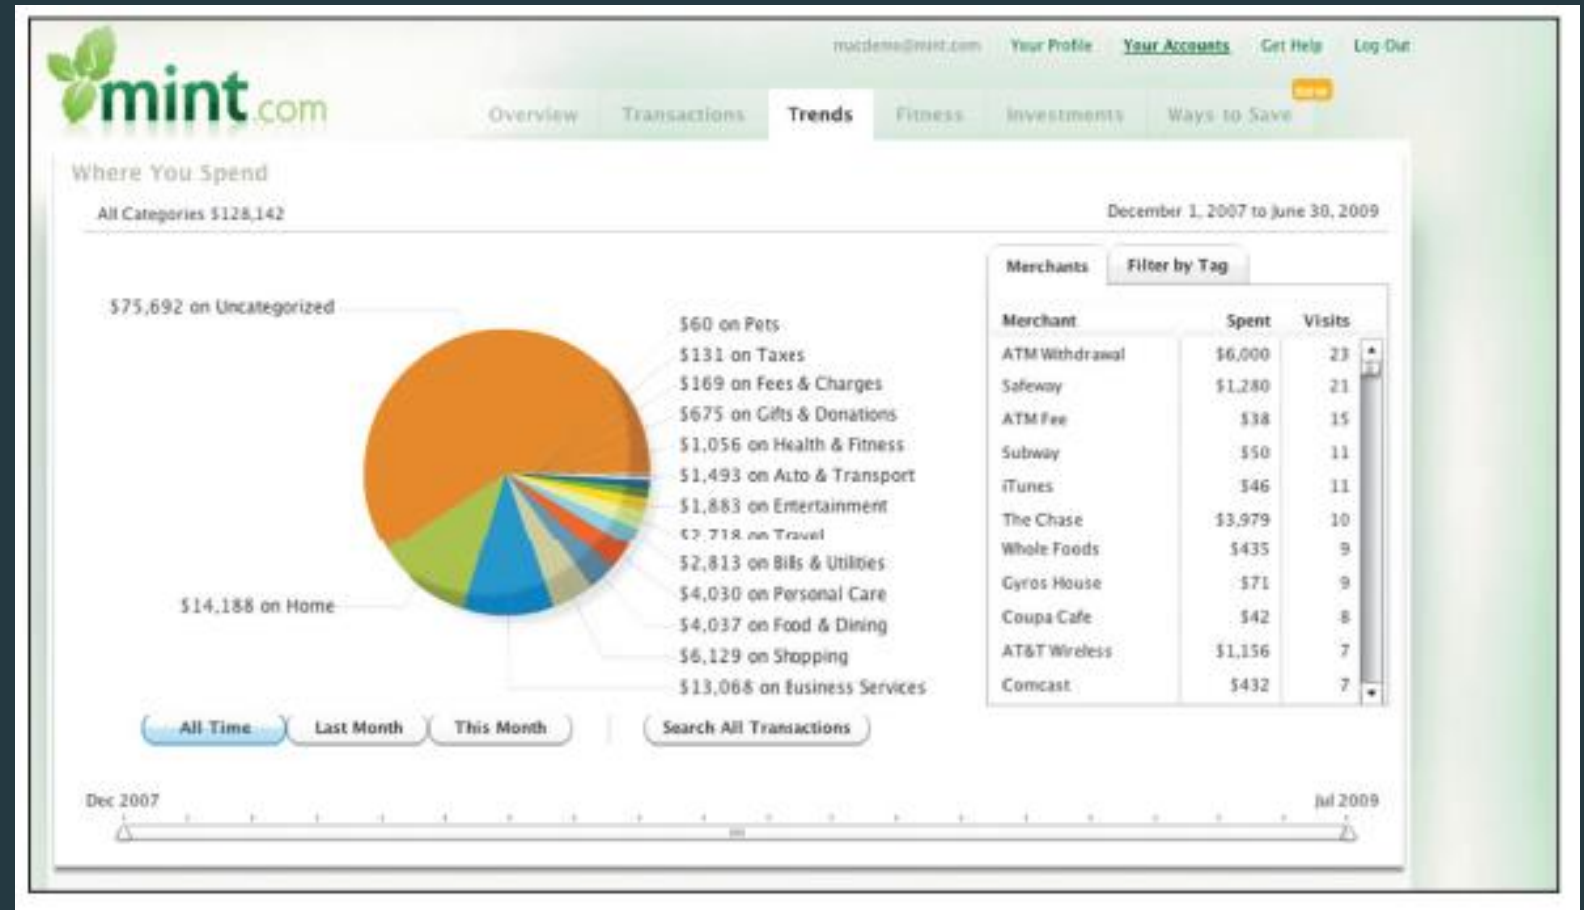 mint.com
macdemo@mint.com Your Profile Your Accounts Get Help Log Out
Overview Transactions Trends Fitness Investments Ways to Save new
Where You Spend
All Categories $128,142
December 1, 2007 to June 30, 2009
$75,692 on Uncategorized
$14,188 on Home
$60 on Pets
$131 on Taxes
$169 on Fees & Charges
$675 on Gifts & Donations
$1,056 on Health & Fitness
$1,493 on Auto & Transport
$1,883 on Entertainment
$2,718 on Travel
$2,813 on Bills & Utilities
$4,030 on Personal Care
$4,037 on Food & Dining
$6,129 on Shopping
$13,068 on Business Services
Merchants Filter by Tag
Merchant Spent Visits
ATM Withdrawal $6,000 23
Safeway $1,280 21
ATM Fee $38 15
Subway $50 11
iTunes $46 11
The Chase $3,979 10
Whole Foods $435 9
Gyros House $71 9
Coupa Cafe $42 8
AT&T Wireless $1,156 7
Comcast $432 7
All Time Last Month This Month Search All Transactions
Dec 2007 Jul 2009